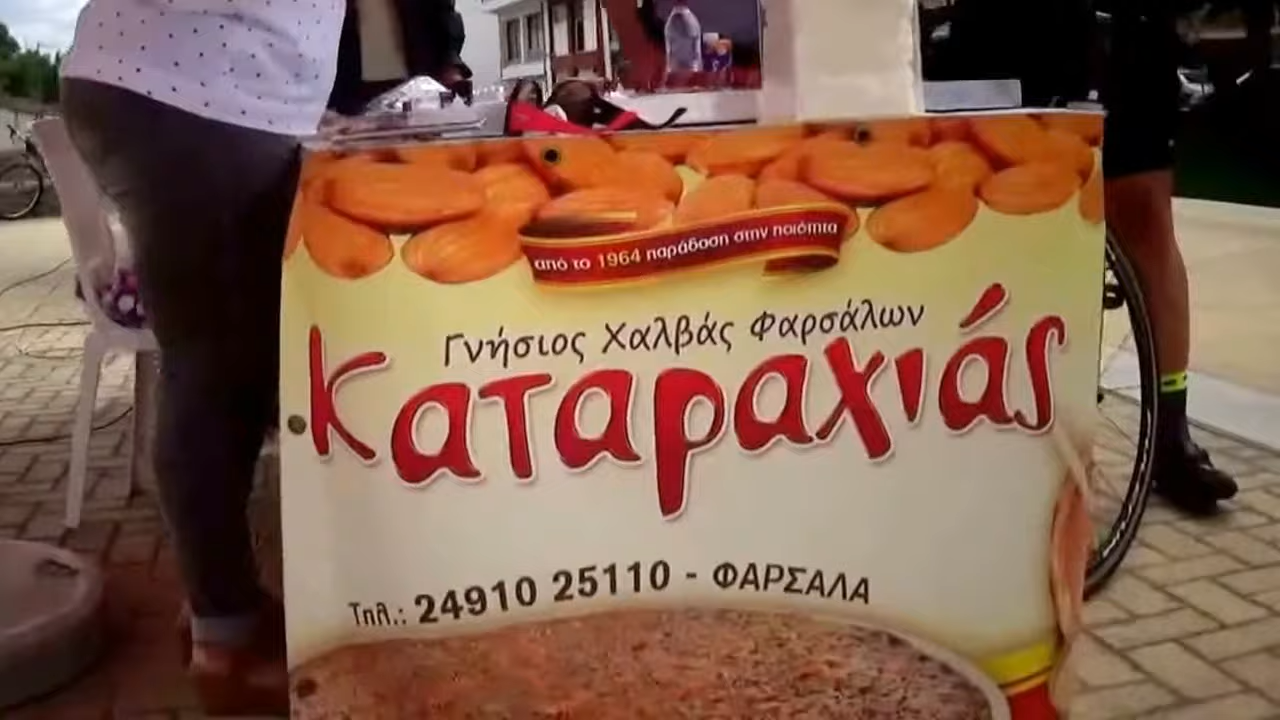 από το 1964 παράδοση στην ποιότητα
Γνήσιος Χαλβάς Φαρσάλων
Καταραχιάς
Τηλ.: 24910 25110 - ΦΑΡΣΑΛΑ